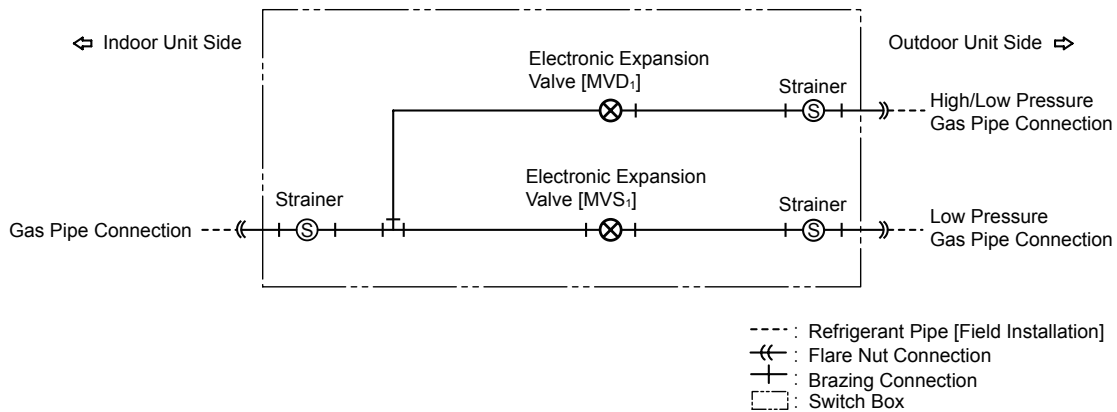 Indoor Unit Side
Outdoor Unit Side
Electronic Expansion
Valve [MVD₁]
Strainer
S
High/Low Pressure
Gas Pipe Connection
Electronic Expansion
Valve [MVS₁]
Strainer
Strainer
Gas Pipe Connection
S
S
Low Pressure
Gas Pipe Connection
: Refrigerant Pipe [Field Installation]
: Flare Nut Connection
: Brazing Connection
: Switch Box